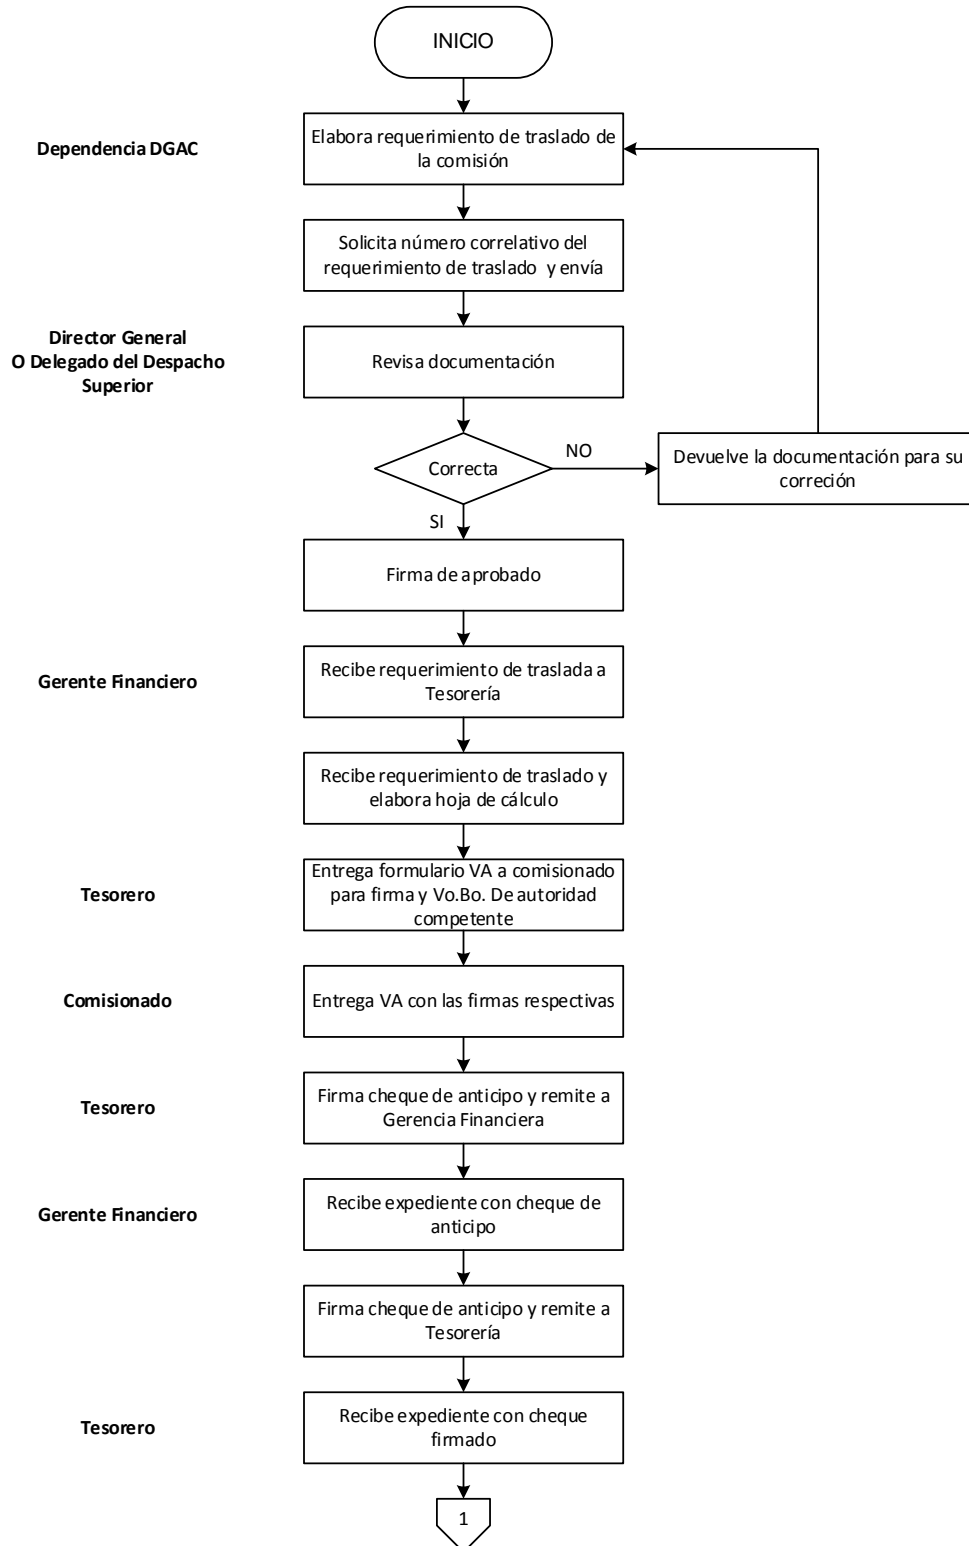 INICIO
Dependencia DGAC
Elabora requerimiento de traslado de
la comisión
Solicita número correlativo del
requerimiento de traslado y envía
Director General
O Delegado del Despacho
Superior
Revisa documentación
Correcta
NO
Devuelve la documentación para su
correción
SI
Firma de aprobado
Gerente Financiero
Recibe requerimiento de traslada a
Tesorería
Recibe requerimiento de traslado y
elabora hoja de cálculo
Tesorero
Entrega formulario VA a comisionado
para firma y Vo.Bo. De autoridad
competente
Comisionado
Entrega VA con las firmas respectivas
Tesorero
Firma cheque de anticipo y remite a
Gerencia Financiera
Gerente Financiero
Recibe expediente con cheque de
anticipo
Firma cheque de anticipo y remite a
Tesorería
Tesorero
Recibe expediente con cheque
firmado
1